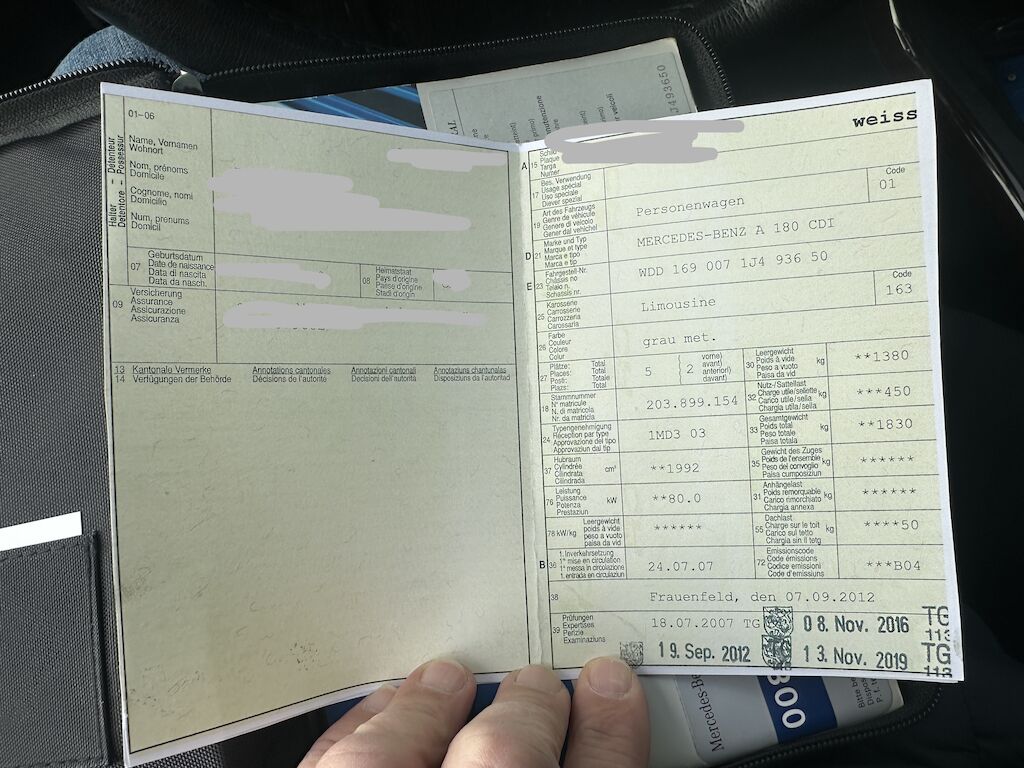 01-06
Halter – Detenteur
Detentore – Possessur
Name, Vornamen
Wohnort
Nom, prénoms
Domicile
Cognome, nomi
Domicilio
Num, prenums
Domicil
07
Geburtsdatum
Date de naissance
Data di nascita
Data da nasch.
08
Heimatstaat
Pays d'origine
Paese d'origine
Stadi d'origin
09
Versicherung
Assurance
Assicurazione
Assicuranza
13 Kantonale Vermerke Annotations cantonales Annotazioni cantonali Annotaziuns chantunalas
14 Verfügungen der Behörde Décisions de l'autorité Decisioni dell'autorità Disposiziuns da l'autoritad
J493650
weiss
A 15
Schild
Plaque
Targa
Numer
17
Bes. Verwendung
Usage spécial
Uso speciale
Diever spezial
19
Art des Fahrzeugs
Genre de véhicule
Genere di veicolo
Gener dal vehichel
Personenwagen
Code
01
D 21
Marke und Typ
Marque et type
Marca e tipo
Marca e tip
MERCEDES-BENZ A 180 CDI
E 23
Fahrgestell-Nr.
Châssis no
Telaio n.
Schassis nr.
WDD 169 007 1J4 936 50
25
Karosserie
Carrosserie
Carrozzeria
Carossaria
Limousine
Code
163
26
Farbe
Couleur
Colore
Colur
grau met.
27
Plätze: Total
Places: Total
Posti: Totale
Plazs: Total
5
2
vorne)
avant)
anteriori)
davant)
30
Leergewicht
Poids à vide
Peso a vuoto
Paisa da vid
kg
**1380
18
Stammnummer
N° matricule
N. di matricola
Nr. da matricla
203.899.154
32
Nutz-/Sattellast
Charge utile/sellette
Carico utile/sella
Chargia utila/sella
kg
***450
24
Typengenehmigung
Réception par type
Approvazione del tipo
Approvaziun dal tip
1MD3 03
33
Gesamtgewicht
Poids total
Peso totale
Paisa totala
kg
**1830
37
Hubraum
Cylindrée
Cilindrata
Cilindrada
cm³
**1992
35
Gewicht des Zuges
Poids de l'ensemble
Peso del convoglio
Paisa cumposiziun
kg
******
76
Leistung
Puissance
Potenza
Prestaziun
kW
**80.0
31
Anhängelast
Poids remorquable
Carico rimorchiato
Chargia annexa
kg
******
78 kW/kg
Leergewicht
poids à vide
peso a vuoto
paisa da vid
******
55
Dachlast
Charge sur le toit
Carico sul tetto
Chargia sin il tetg
kg
****50
B 36
1. Inverkehrsetzung
1re mise en circulation
1a messa in circolazione
1. entrada en circulaziun
24.07.07
72
Emissionscode
Code émissions
Codice emissioni
Code d'emissiuns
***B04
38
Frauenfeld, den 07.09.2012
39
Prüfungen
Expertises
Perizie
Examinaziuns
18.07.2007 TG
08. Nov. 2016
TG
113
19. Sep. 2012
TG
13. Nov. 2019
TG
113
Mercedes-Be
800
Bitte b